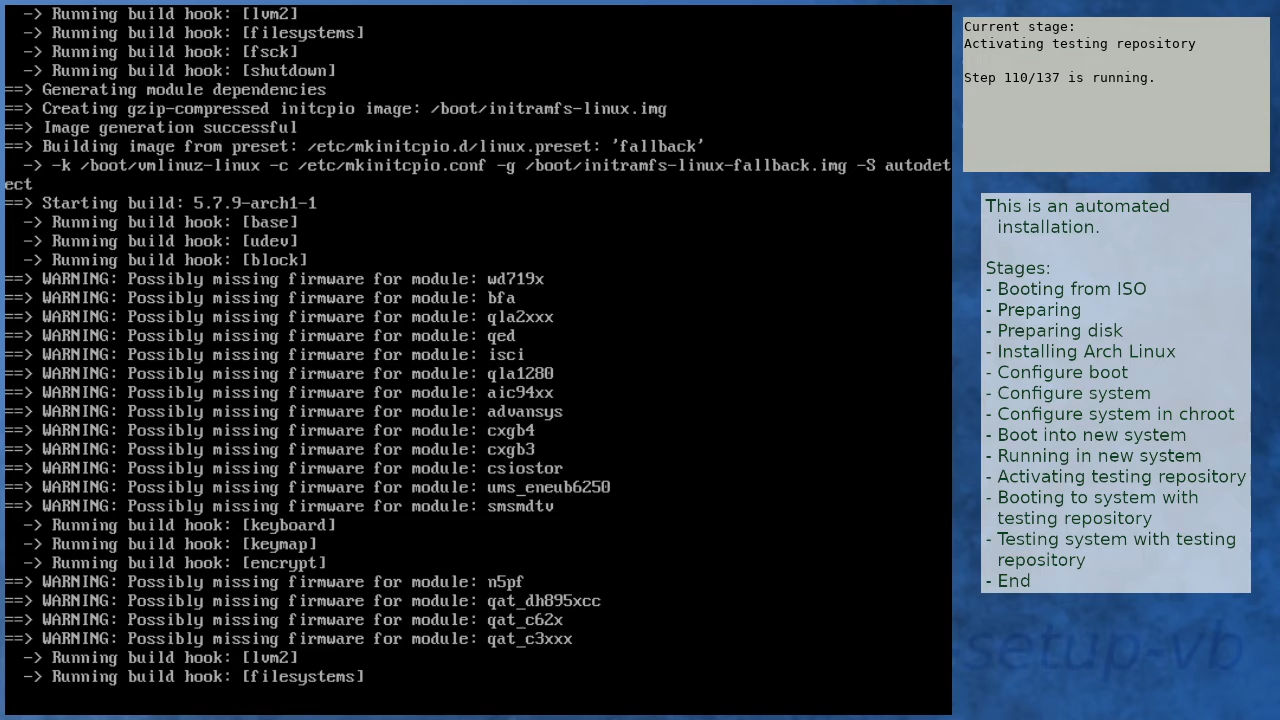 -> Running build hook: [lvm2]
-> Running build hook: [filesystems]
-> Running build hook: [fsck]
-> Running build hook: [shutdown]
==> Generating module dependencies
==> Creating gzip-compressed initcpio image: /boot/initramfs-linux.img
==> Image generation successful
==> Building image from preset: /etc/mkinitcpio.d/linux.preset: 'fallback'
-> -k /boot/vmlinuz-linux -c /etc/mkinitcpio.conf -g /boot/initramfs-linux-fallback.img -S autodet
ect
==> Starting build: 5.7.9-arch1-1
-> Running build hook: [base]
-> Running build hook: [udev]
-> Running build hook: [block]
==> WARNING: Possibly missing firmware for module: wd719x
==> WARNING: Possibly missing firmware for module: bfa
==> WARNING: Possibly missing firmware for module: qla2xxx
==> WARNING: Possibly missing firmware for module: qed
==> WARNING: Possibly missing firmware for module: isci
==> WARNING: Possibly missing firmware for module: qla1280
==> WARNING: Possibly missing firmware for module: aic94xx
==> WARNING: Possibly missing firmware for module: advansys
==> WARNING: Possibly missing firmware for module: cxgb4
==> WARNING: Possibly missing firmware for module: cxgb3
==> WARNING: Possibly missing firmware for module: csiostor
==> WARNING: Possibly missing firmware for module: ums_eneub6250
==> WARNING: Possibly missing firmware for module: smsmdtv
-> Running build hook: [keyboard]
-> Running build hook: [keymap]
-> Running build hook: [encrypt]
==> WARNING: Possibly missing firmware for module: n5pf
==> WARNING: Possibly missing firmware for module: qat_dh895xcc
==> WARNING: Possibly missing firmware for module: qat_c62x
==> WARNING: Possibly missing firmware for module: qat_c3xxx
-> Running build hook: [lvm2]
-> Running build hook: [filesystems]
Current stage:
Activating testing repository
Step 110/137 is running.
This is an automated
installation.
Stages:
- Booting from ISO
- Preparing
- Preparing disk
- Installing Arch Linux
- Configure boot
- Configure system
- Configure system in chroot
- Boot into new system
- Running in new system
- Activating testing repository
- Booting to system with
testing repository
- Testing system with testing
repository
- End
setup-vb